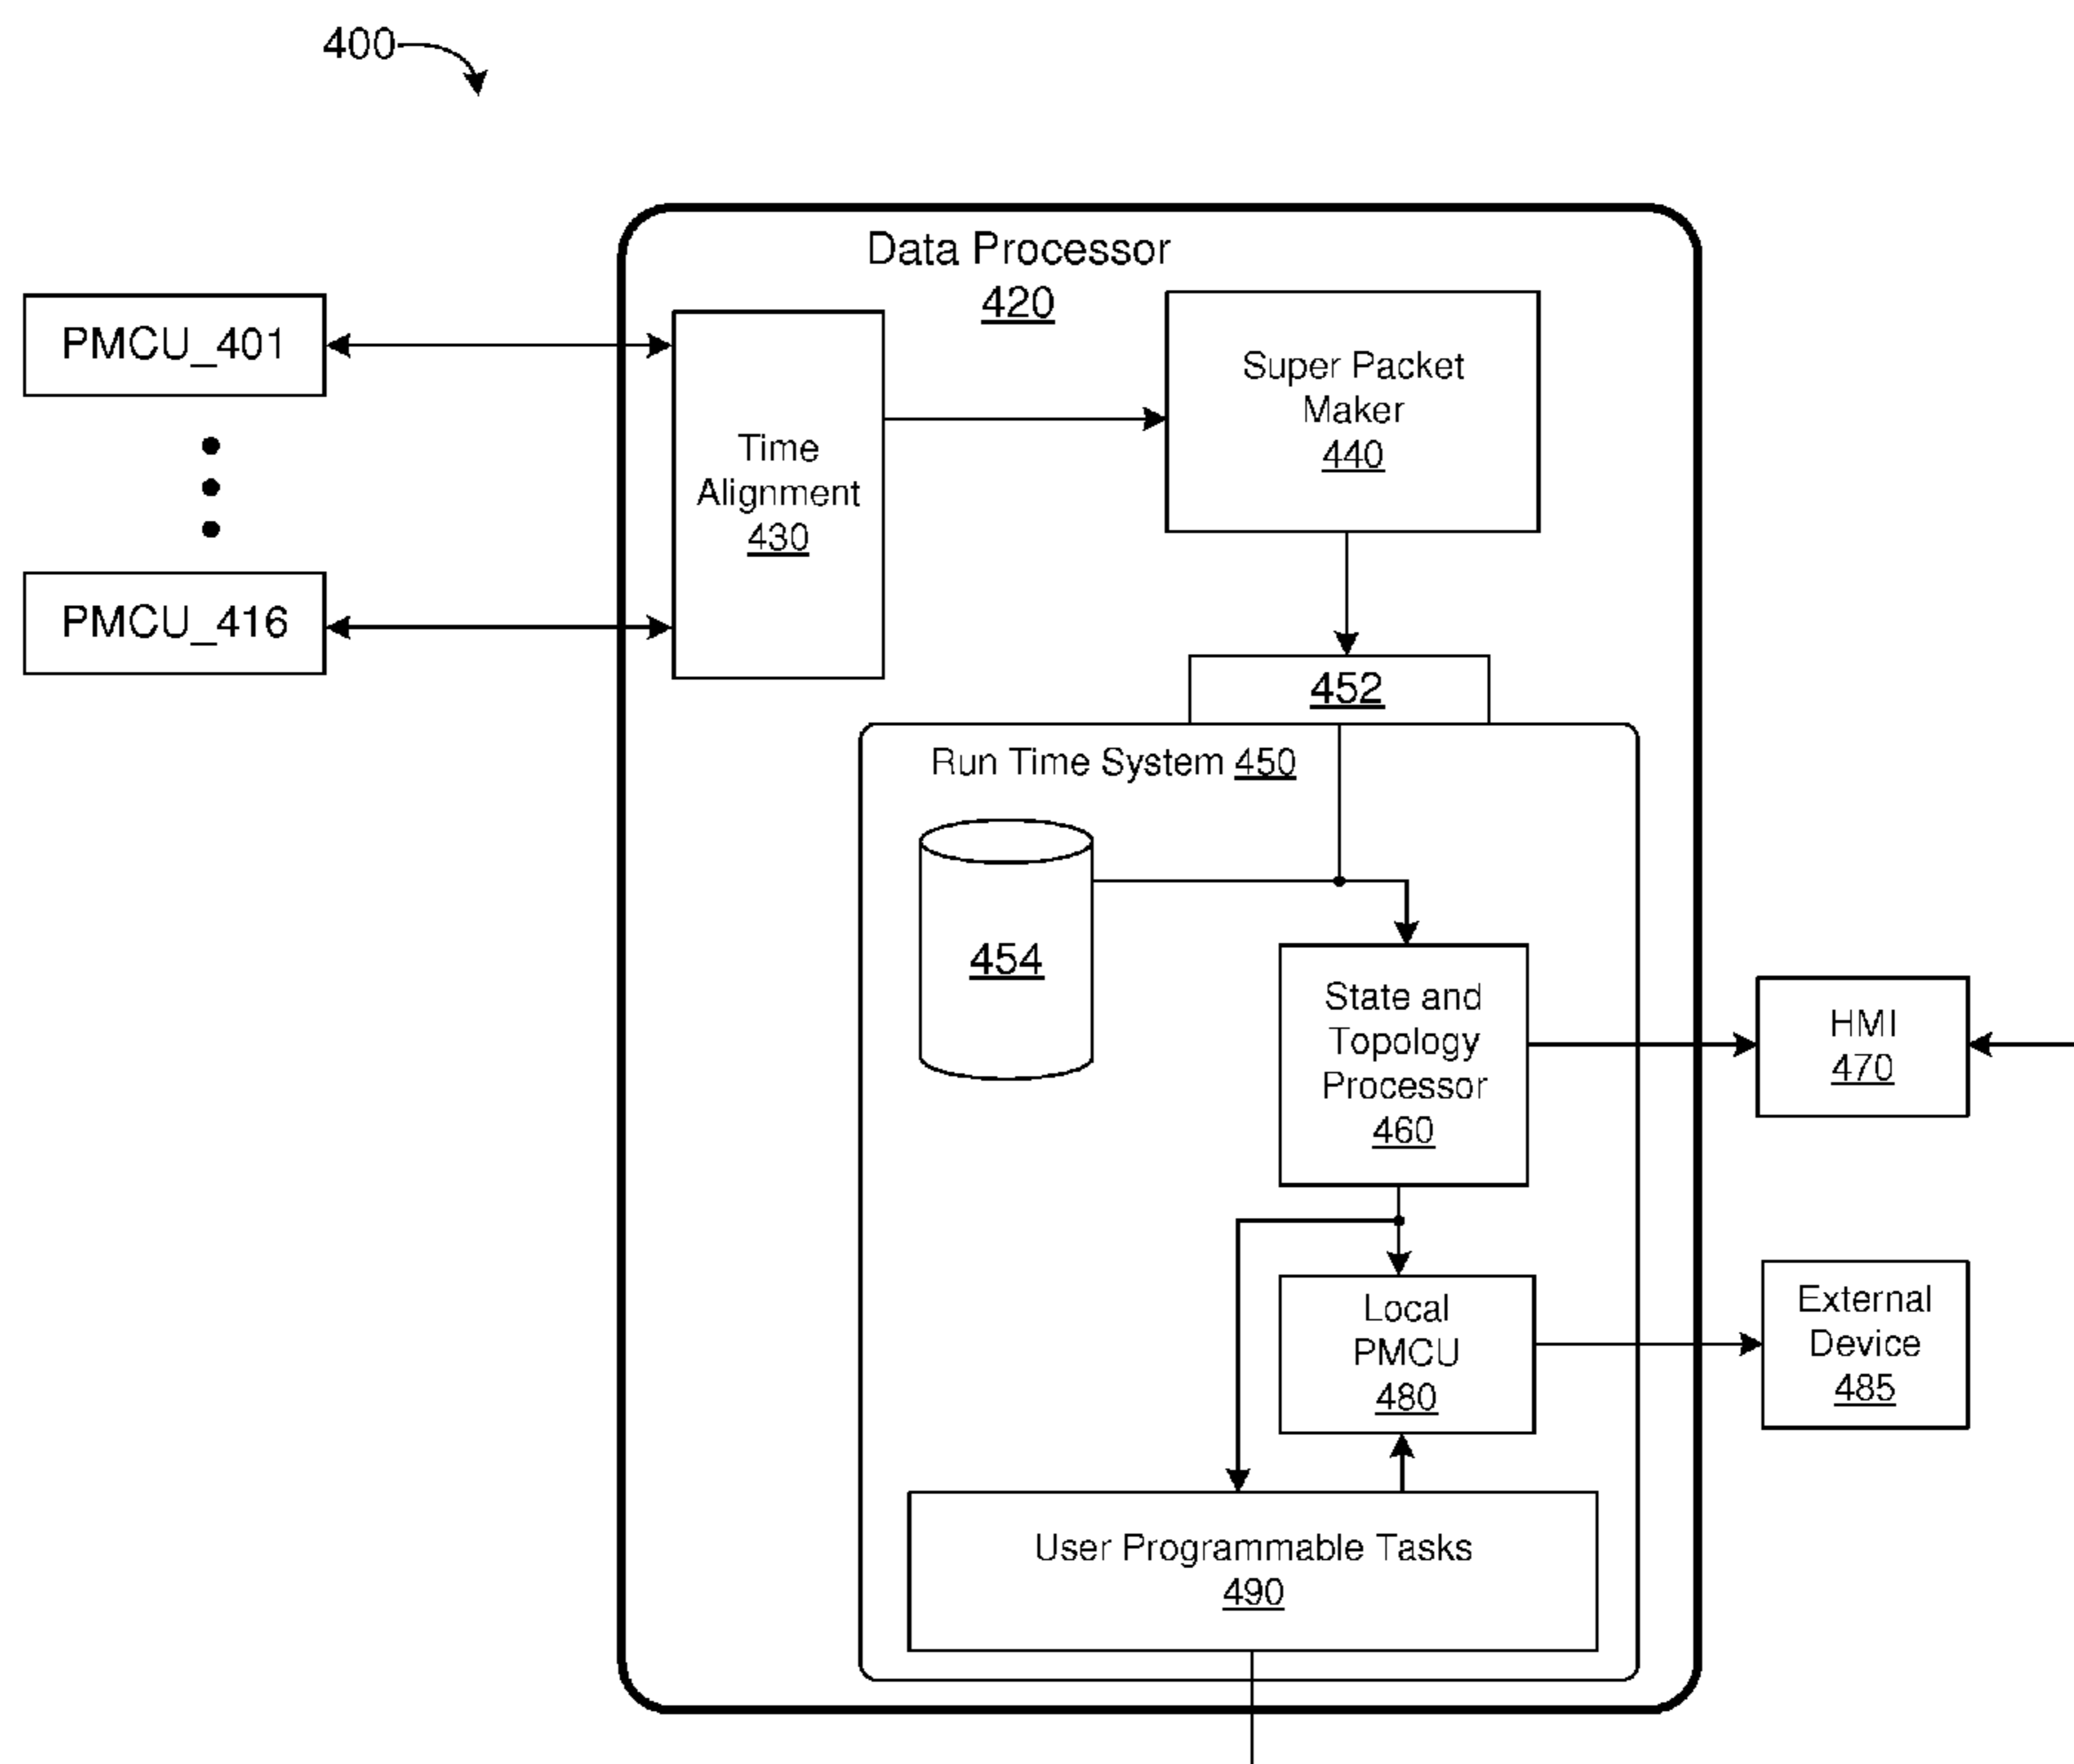 400
Data Processor
420
PMCU_401
Super Packet
Maker
440
Time
Alignment
430
PMCU_416
452
Run Time System 450
454
State and
Topology
Processor
460
HMI
470
Local
PMCU
480
External
Device
485
User Programmable Tasks
490